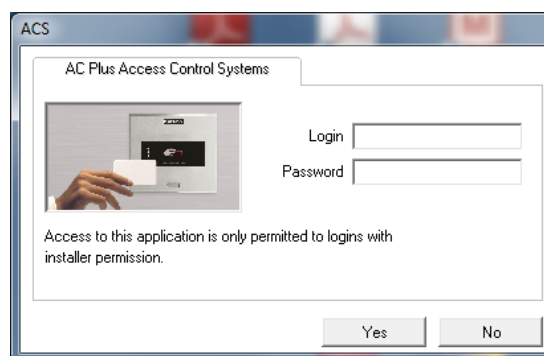 ACS
AC Plus Access Control Systems
Login
Password
Access to this application is only permitted to logins with
installer permission.
Yes
No